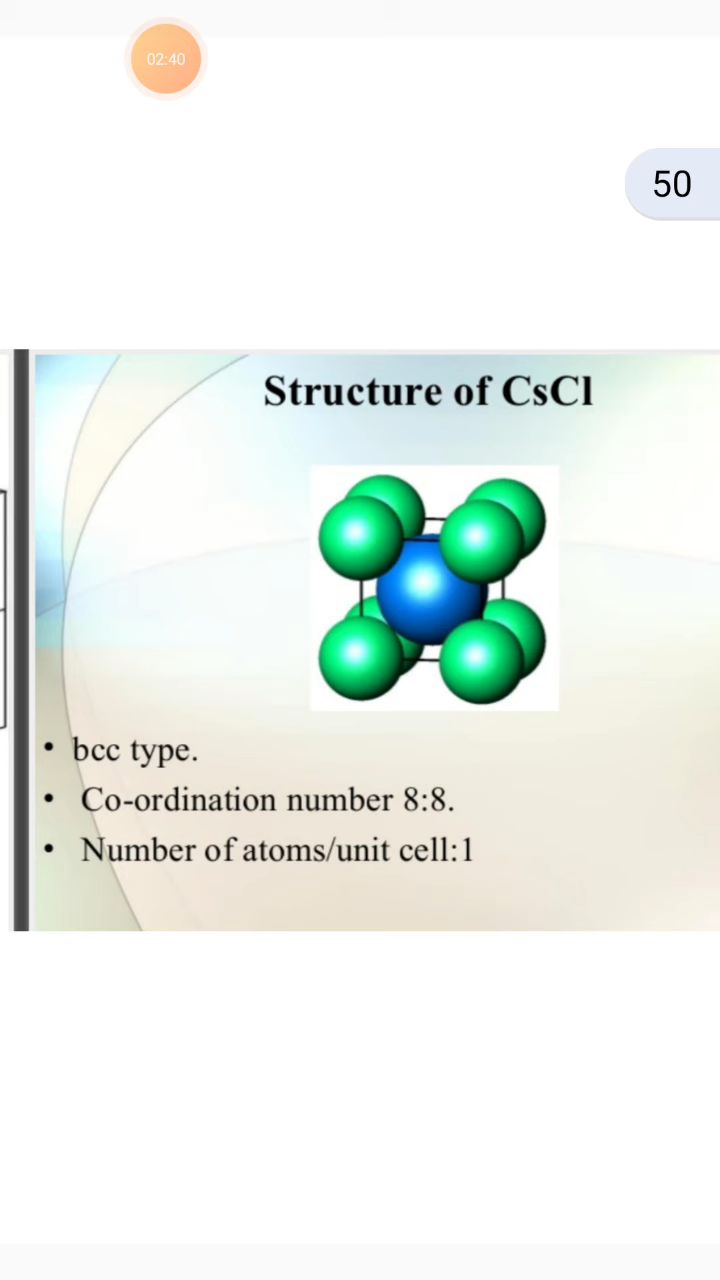 02:40
50
Structure of CsCl
• bcc type.
• Co-ordination number 8:8.
• Number of atoms/unit cell:1